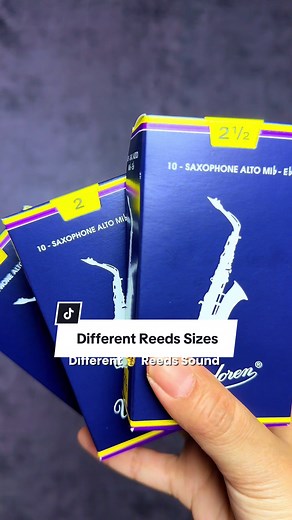 2½
10 - SAXOPHONE ALTO Mi♭ - E♭
2
10 - SAXOPHONE ALTO Mi♭
Different Reeds Sizes
Different Reeds Sound